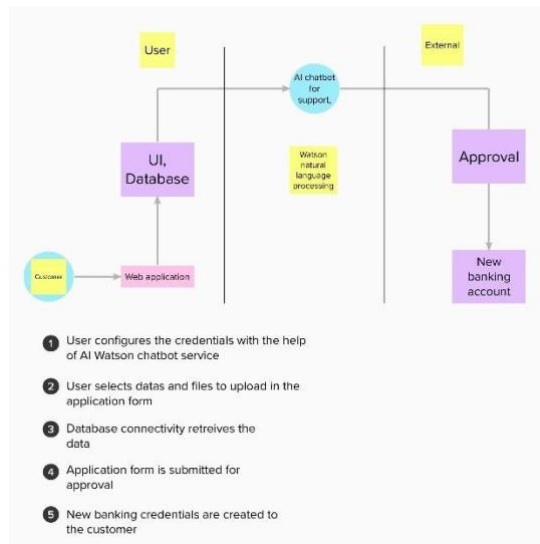 User
External
AI chatbot
for
support,
UI,
Database
Watson
natural
language
processing
Approval
Customer
Web application
New
banking
account
1 User configures the credentials with the help
of AI Watson chatbot service
2 User selects datas and files to upload in the
application form
3 Database connectivity retreives the
data
4 Application form is submitted for
approval
5 New banking credentials are created to
the customer